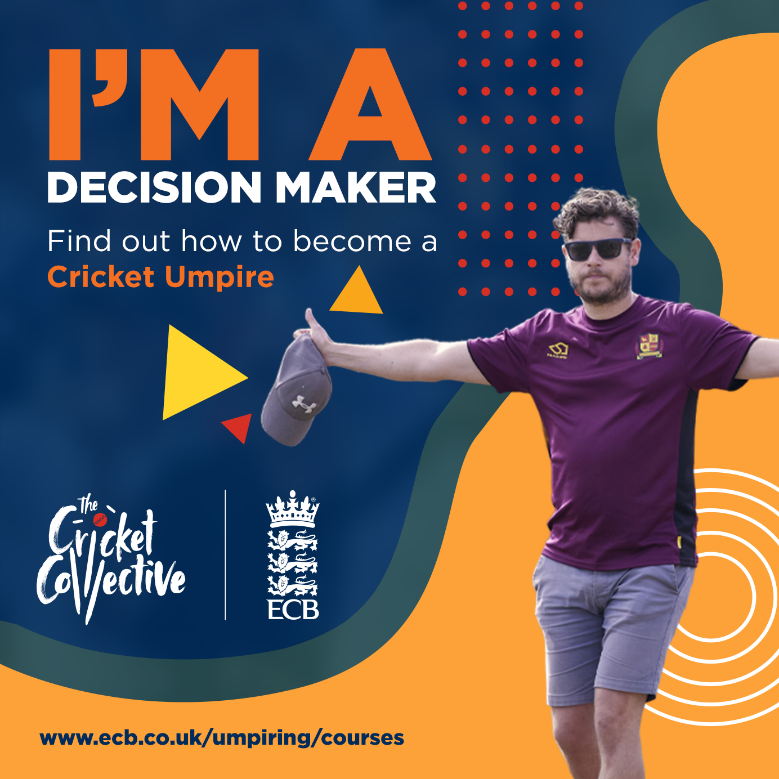 I'M A
DECISION MAKER
Find out how to become a
Cricket Umpire
The
Cricket
Collective
ECB
www.ecb.co.uk/umpiring/courses